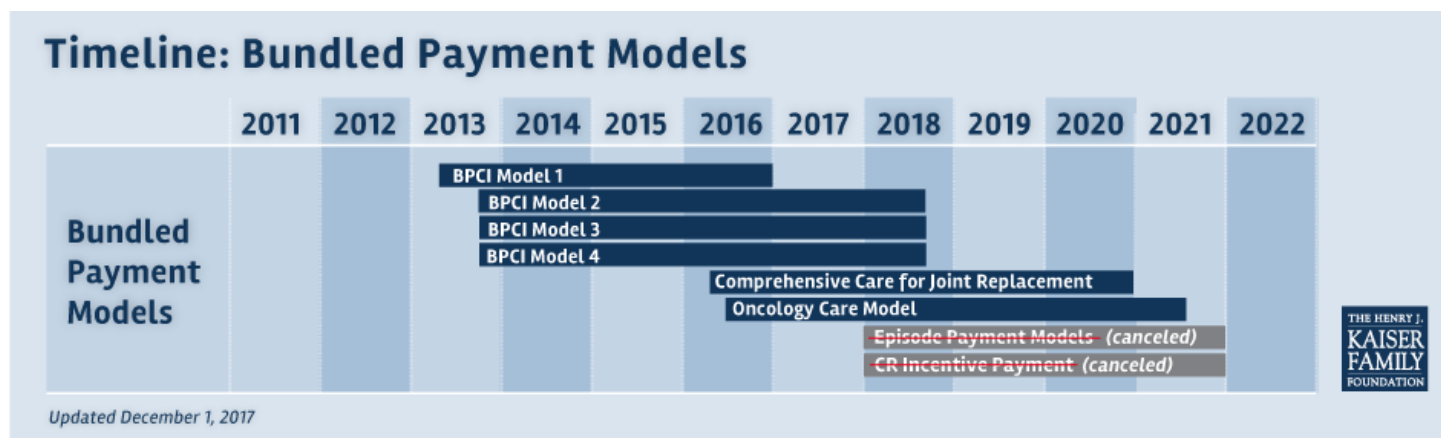 Timeline: Bundled Payment Models
2011 2012 2013 2014 2015 2016 2017 2018 2019 2020 2021 2022
Bundled
Payment
Models
BPCI Model 1
BPCI Model 2
BPCI Model 3
BPCI Model 4
Comprehensive Care for Joint Replacement
Oncology Care Model
Episode Payment Models (canceled)
CR Incentive Payment (canceled)
THE HENRY J.
KAISER
FAMILY
FOUNDATION
Updated December 1, 2017